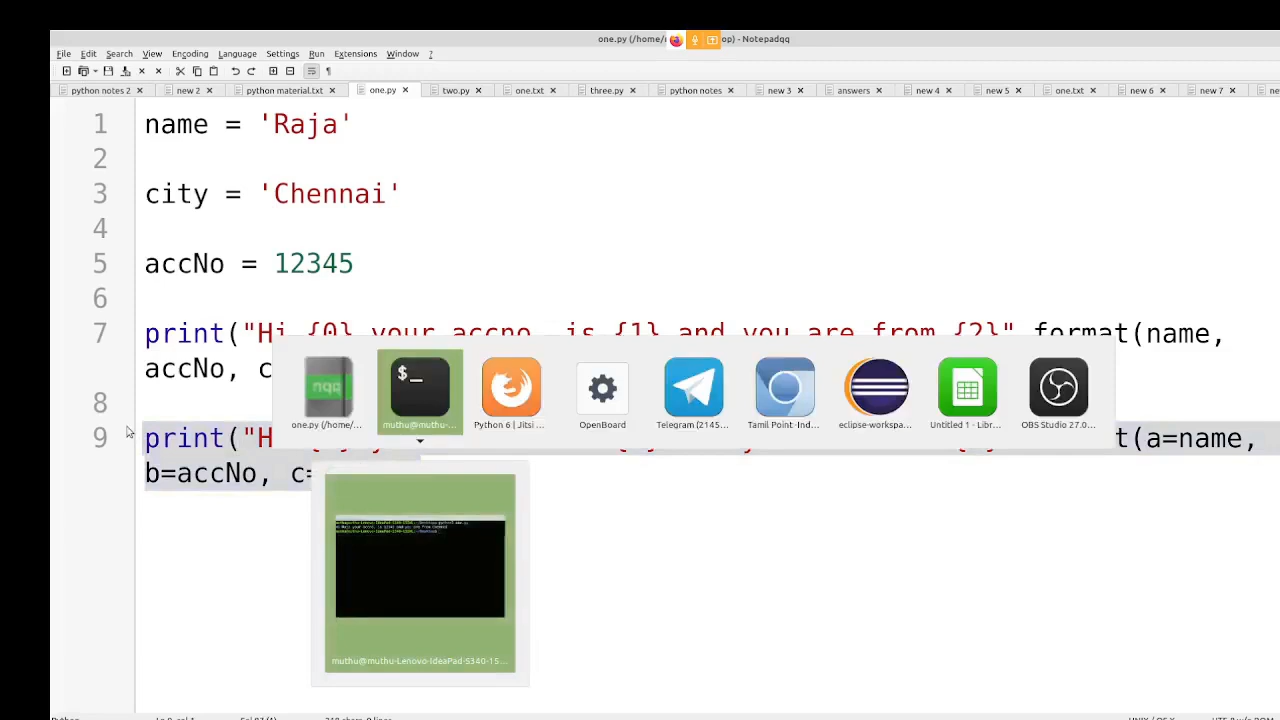 one.py (/home/ op) - Notepadqq
File Edit Search View Encoding Language Settings Run Extensions Window ?
python notes 2 new 2 python material.txt one.py two.py one.txt three.py python notes new 3 answers new 4 new 5 one.txt new 6 new 7
1 name = 'Raja'
2
3 city = 'Chennai'
4
5 accNo = 12345
6
7 print("Hi {0} your accno. is {1} and you are from {2}".format(name,
accNo, c
8
9 print("H t(a=name,
b=accNo, c=
nqq
$_
one.py (/home/... muthu@muthu-... Python 6 | Jitsi ... OpenBoard Telegram (2145... Tamil Point:-Ind... eclipse-workspa... Untitled 1 - Libr... OBS Studio 27.0...
muthu@muthu-Lenovo-IdeaPad-S340-15...